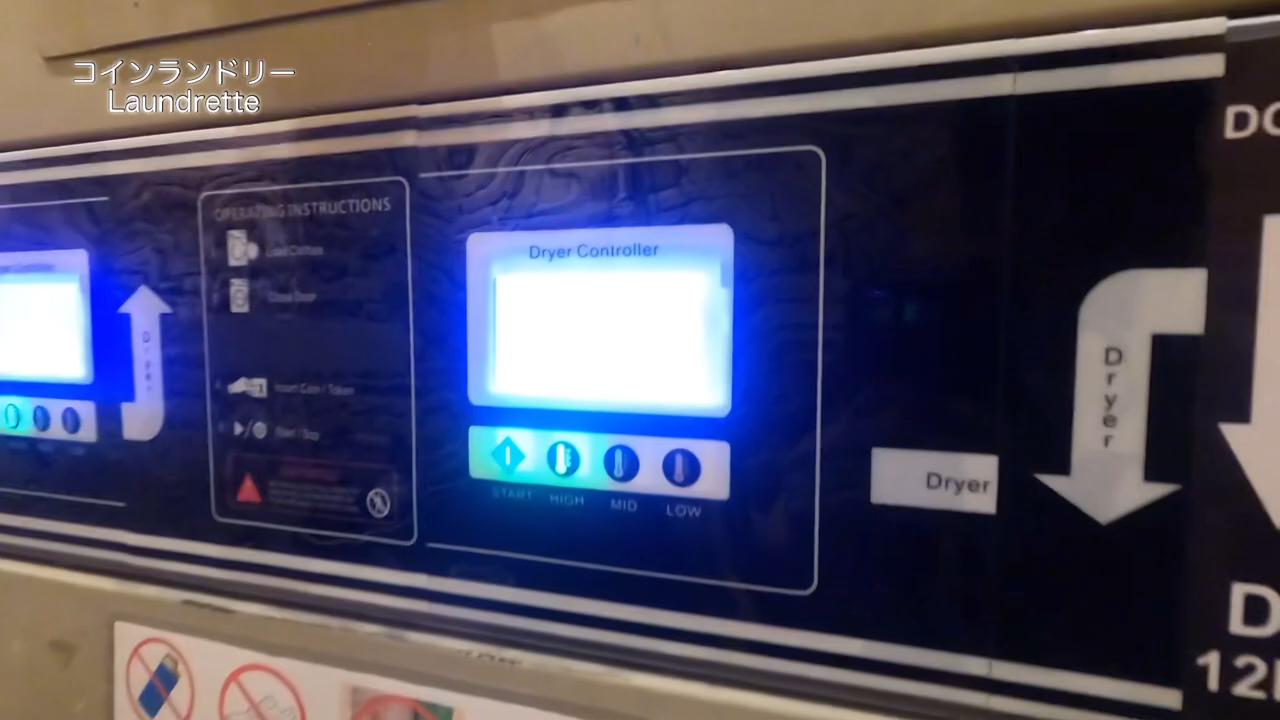 コインランドリー
Laundrette
OPERATING INSTRUCTIONS
Load Clothes
Close Door
Insert Coin / Token
Start / Stop
Dryer
Dryer Controller
START HIGH MID LOW
Dryer
Dryer